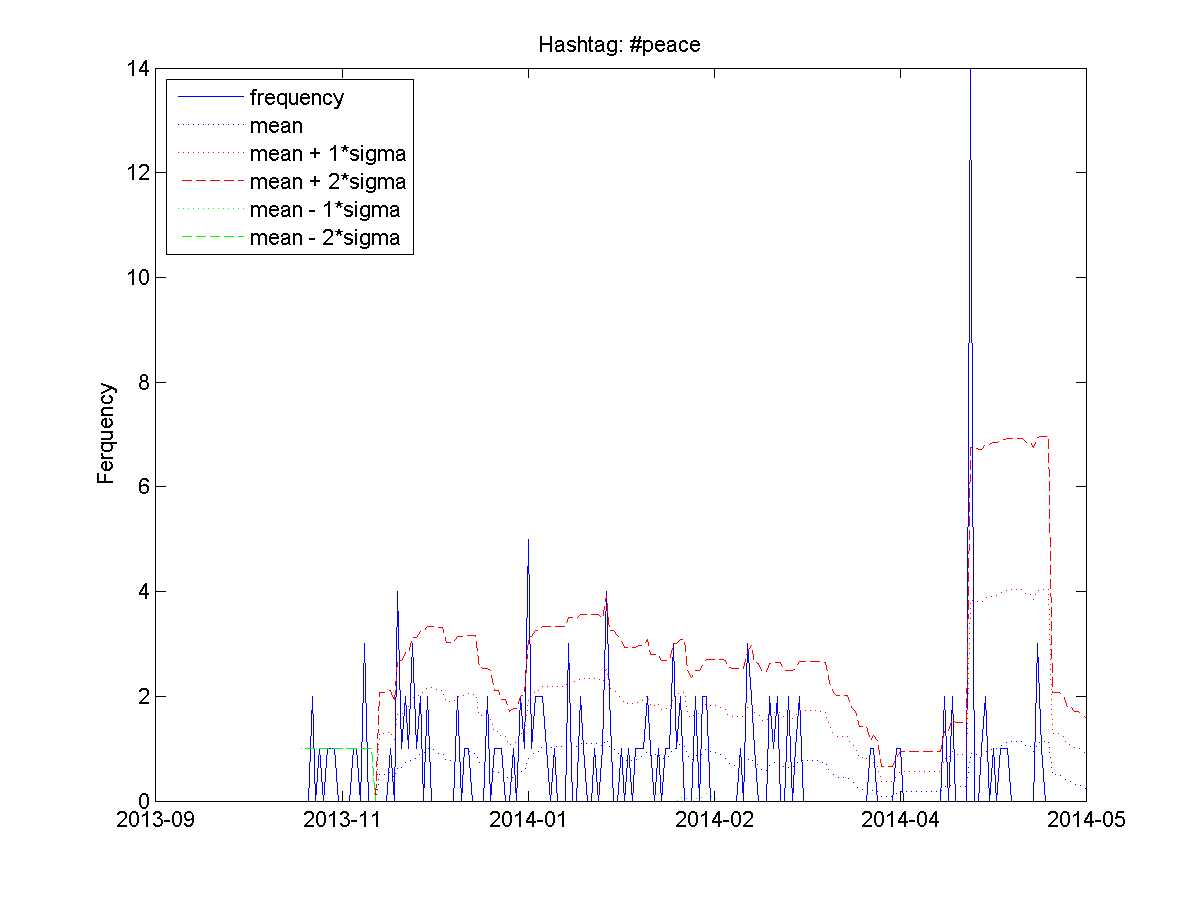 Hashtag: #peace
14
12
10
8
6
4
2
0
Ferquency
frequency
mean
mean + 1*sigma
mean + 2*sigma
mean - 1*sigma
mean - 2*sigma
2013-09
2013-11
2014-01
2014-02
2014-04
2014-05